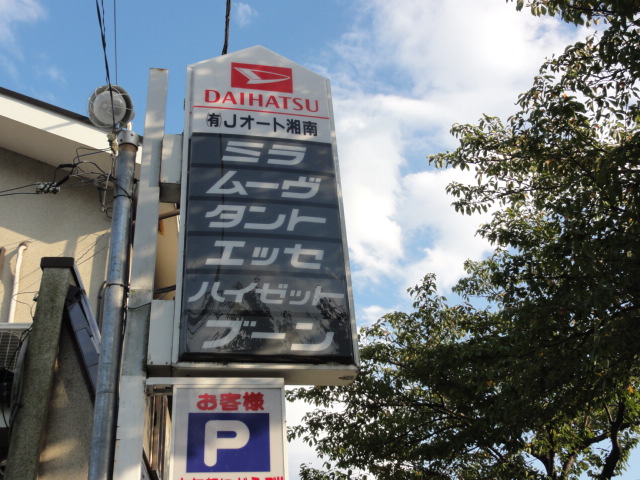 DAIHATSU
㈲Jオート湘南
ミラ
ムーヴ
タント
エッセ
ハイゼット
ブーン
お客様
P